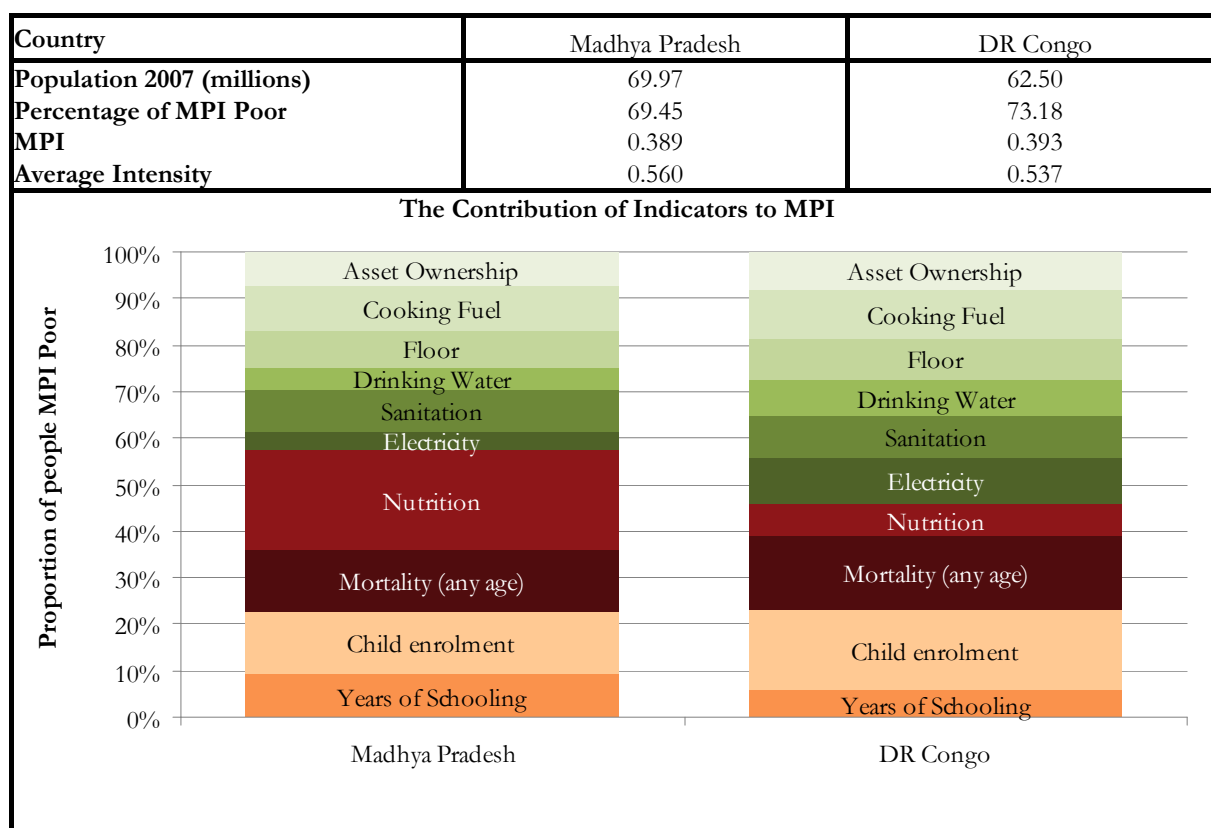 Country Madhya Pradesh DR Congo
Population 2007 (millions) 69.97 62.50
Percentage of MPI Poor 69.45 73.18
MPI 0.389 0.393
Average Intensity 0.560 0.537
The Contribution of Indicators to MPI
Proportion of people MPI Poor
100%
90%
80%
70%
60%
50%
40%
30%
20%
10%
0%
Asset Ownership
Cooking Fuel
Floor
Drinking Water
Sanitation
Electricity
Nutrition
Mortality (any age)
Child enrolment
Years of Schooling
Asset Ownership
Cooking Fuel
Floor
Drinking Water
Sanitation
Electricity
Nutrition
Mortality (any age)
Child enrolment
Years of Schooling
Madhya Pradesh DR Congo